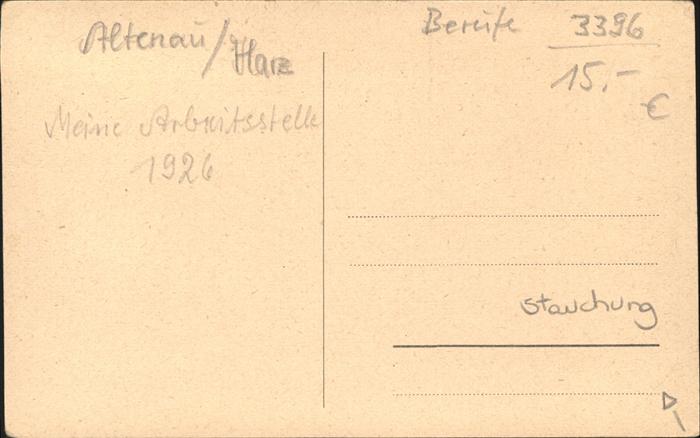 Altenau/Harz
Meine Arbeitsstelle
1926
Berufe 3396
15,-
€
Stauchung